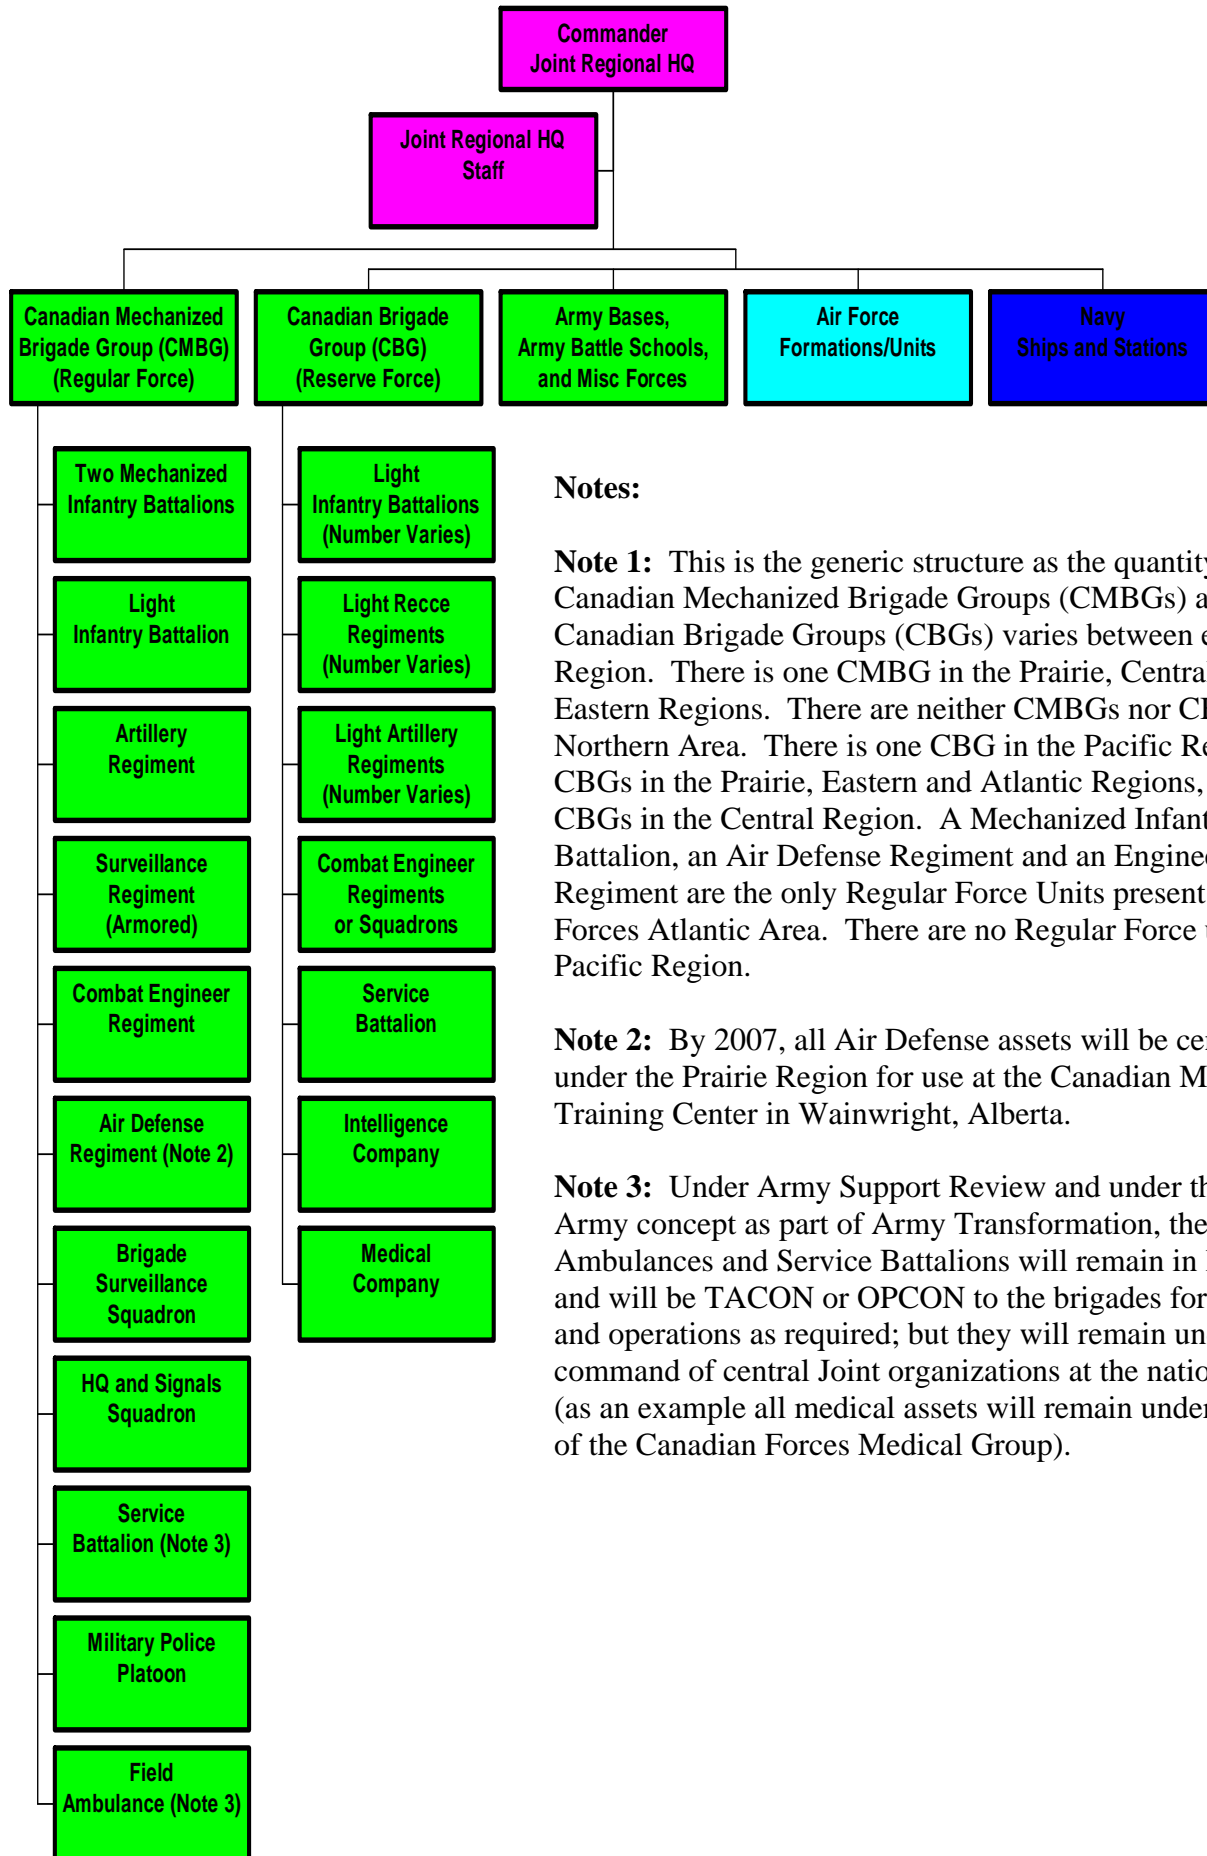 Commander
Joint Regional HQ
Joint Regional HQ
Staff
Canadian Mechanized
Brigade Group (CMBG)
(Regular Force)
Canadian Brigade
Group (CBG)
(Reserve Force)
Army Bases,
Army Battle Schools,
and Misc Forces
Air Force
Formations/Units
Navy
Ships and Stations
Two Mechanized
Infantry Battalions
Light
Infantry Battalion
Artillery
Regiment
Surveillance
Regiment
(Armored)
Combat Engineer
Regiment
Air Defense
Regiment (Note 2)
Brigade
Surveillance
Squadron
HQ and Signals
Squadron
Service
Battalion (Note 3)
Military Police
Platoon
Field
Ambulance (Note 3)
Light
Infantry Battalions
(Number Varies)
Light Recce
Regiments
(Number Varies)
Light Artillery
Regiments
(Number Varies)
Combat Engineer
Regiments
or Squadrons
Service
Battalion
Intelligence
Company
Medical
Company
Notes:
Note 1: This is the generic structure as the quantity
Canadian Mechanized Brigade Groups (CMBGs)
Canadian Brigade Groups (CBGs) varies between
Region. There is one CMBG in the Prairie, Central
Eastern Regions. There are neither CMBGs nor
Northern Area. There is one CBG in the Pacific
CBGs in the Prairie, Eastern and Atlantic Regions,
CBGs in the Central Region. A Mechanized
Battalion, an Air Defense Regiment and an
Regiment are the only Regular Force Units present
Forces Atlantic Area. There are no Regular Force
Pacific Region.
Note 2: By 2007, all Air Defense assets will be
under the Prairie Region for use at the Canadian
Training Center in Wainwright, Alberta.
Note 3: Under Army Support Review and under
Army concept as part of Army Transformation, the
Ambulances and Service Battalions will remain in
and will be TACON or OPCON to the brigades for
and operations as required; but they will remain
command of central Joint organizations at the
(as an example all medical assets will remain under
of the Canadian Forces Medical Group).